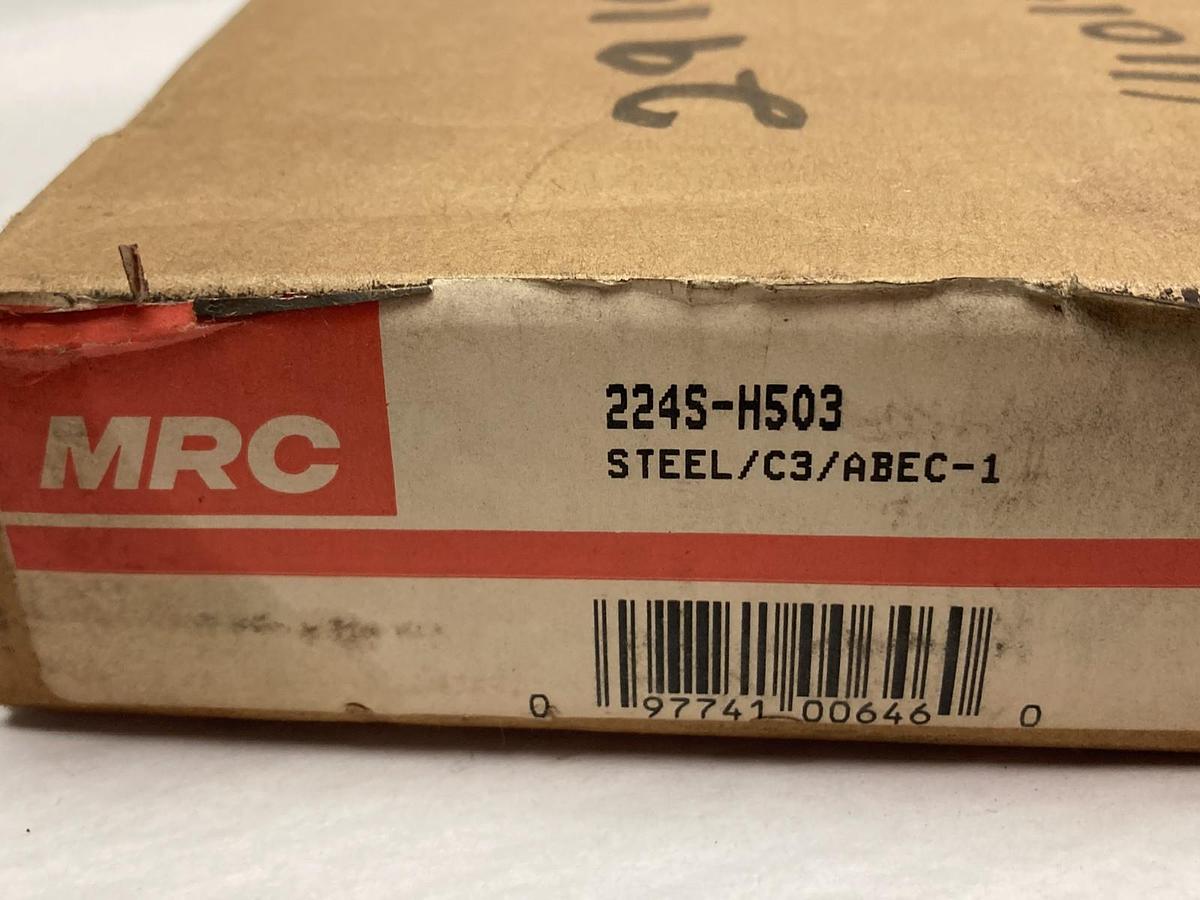 MRC
224S-H503
STEEL/C3/ABEC-1
0 97741 00646 0